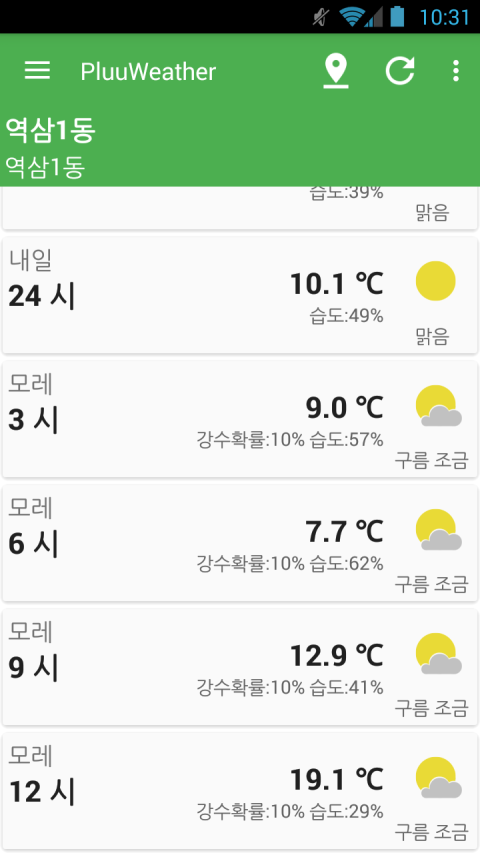 10:31
PluuWeather
역삼1동
역삼1동
습도:39%
맑음
내일
24 시
10.1 ℃
습도:49%
맑음
모레
3 시
9.0 ℃
강수확률:10% 습도:57%
구름 조금
모레
6 시
7.7 ℃
강수확률:10% 습도:62%
구름 조금
모레
9 시
12.9 ℃
강수확률:10% 습도:41%
구름 조금
모레
12 시
19.1 ℃
강수확률:10% 습도:29%
구름 조금